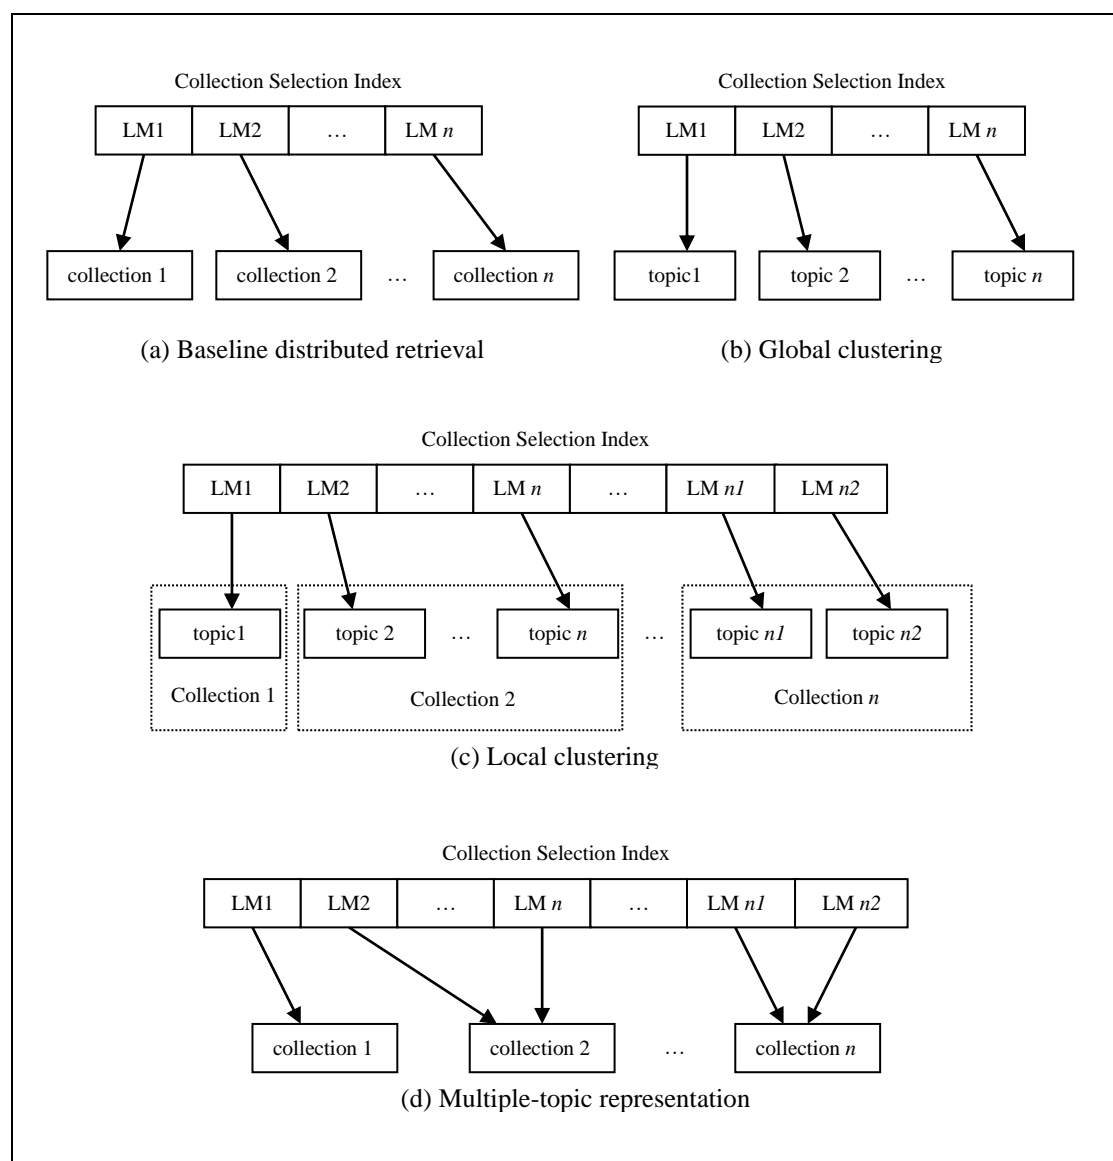 Collection Selection Index
LM1 LM2 … LM n
collection 1 collection 2 … collection n
(a) Baseline distributed retrieval
Collection Selection Index
LM1 LM2 … LM n
topic1 topic 2 … topic n
(b) Global clustering
Collection Selection Index
LM1 LM2 … LM n … LM n1 LM n2
topic1 topic 2 … topic n … topic n1 topic n2
Collection 1 Collection 2 Collection n
(c) Local clustering
Collection Selection Index
LM1 LM2 … LM n … LM n1 LM n2
collection 1 collection 2 … collection n
(d) Multiple-topic representation